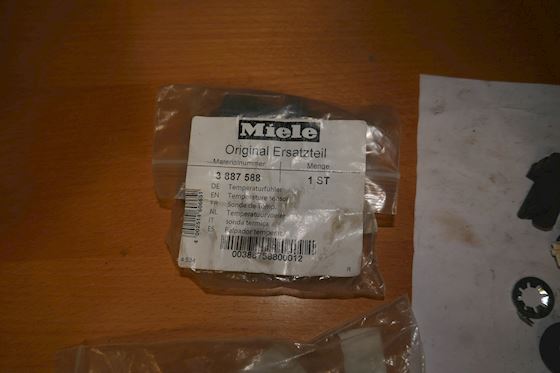 Miele
Original Ersatzteil
Materialnummer Menge
3 887 588 1 ST
DE Temperaturfühler
EN Temperature sensor
FR Sonde de temp.
NL Temperatuurvoeler
IT sonda termica
ES Palpador temperat
00388758800012
R